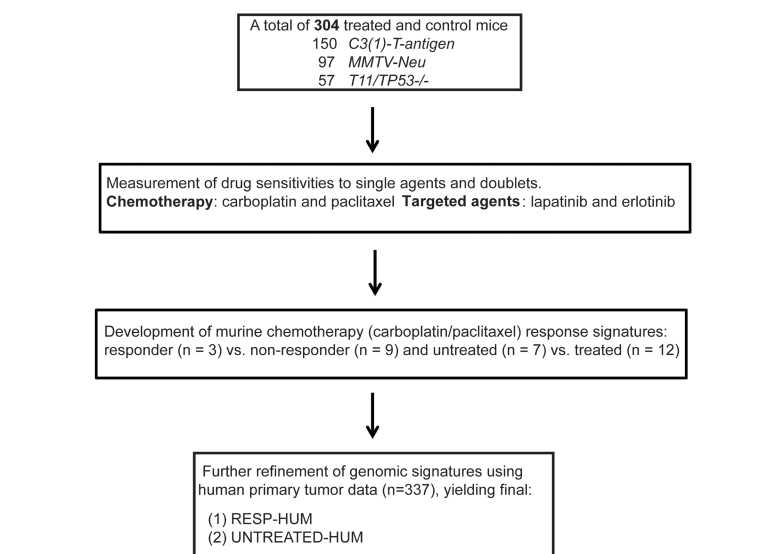 A total of 304 treated and control mice
150 C3(1)-T-antigen
97 MMTV-Neu
57 T11/TP53-/-
Measurement of drug sensitivities to single agents and doublets.
Chemotherapy: carboplatin and paclitaxel Targeted agents: lapatinib and erlotinib
Development of murine chemotherapy (carboplatin/paclitaxel) response signatures:
responder (n = 3) vs. non-responder (n = 9) and untreated (n = 7) vs. treated (n = 12)
Further refinement of genomic signatures using
human primary tumor data (n=337), yielding final:
(1) RESP-HUM
(2) UNTREATED-HUM